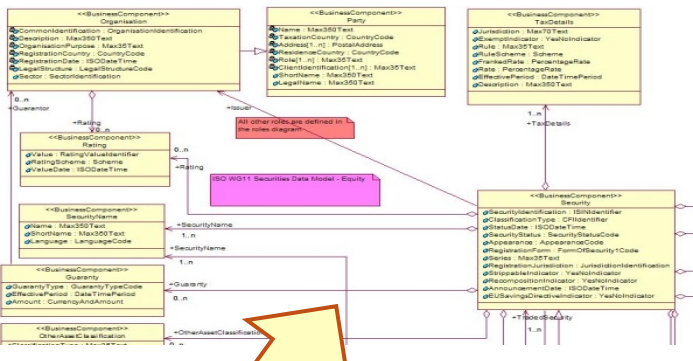 <<BusinessComponent>>
Organisation
CommonIdentification : OrganisationIdentification
Description : Max350Text
OrganisationPurpose : Max35Text
RegistrationCountry : CountryCode
RegistrationDate : ISODateTime
LegalStructure : LegalStructureCode
Sector : SectorIdentification
<<BusinessComponent>>
Party
Name : Max350Text
TaxationCountry : CountryCode
Address[1..n] : PostalAddress
ResidenceCountry : CountryCode
Role[1..n] : Max35Text
ClientIdentification[1..n] : Max35Text
ShortName : Max350Text
LegalName : Max350Text
<<BusinessComponent>>
TaxDetails
Jurisdiction : Max70Text
ExemptIndicator : YesNoIndicator
Rule : Max35Text
RuleScheme : Scheme
FrankedRate : PercentageRate
Rate : PercentageRate
EffectivePeriod : DateTimePeriod
Description : Max350Text
0..n
+Guarantor
+Issuer
+Rating
0..n
All other roles are defined in
the roles diagram
1..n
+TaxDetails
<<BusinessComponent>>
Rating
Value : RatingValueIdentifier
RatingScheme : Scheme
ValueDate : ISODateTime
0..n
+Rating
ISO WG11 Securities Data Model - Equity
<<BusinessComponent>>
Security
SecurityIdentification : ISINIdentifier
ClassificationType : CFIIdentifier
StatusDate : ISODateTime
SecurityStatus : SecurityStatusCode
Appearance : AppearanceCode
RegistrationForm : FormOfSecurity1Code
Series : Max35Text
RegistrationJurisdiction : JurisdictionIdentification
StrippableIndicator : YesNoIndicator
RecompositionIndicator : YesNoIndicator
AnnouncementDate : ISODateTime
EUSavingsDirectiveIndicator : YesNoIndicator
<<BusinessComponent>>
SecurityName
Name : Max350Text
ShortName : Max350Text
Language : LanguageCode
+SecurityName
1..n
+SecurityName
1..n
<<BusinessComponent>>
Guaranty
GuarantyType : GuarantyTypeCode
EffectivePeriod : DateTimePeriod
Amount : CurrencyAndAmount
+Guaranty
0..n
+TradedSecurity
1..n
<<BusinessComponent>>
OtherAssetClassification
+OtherAssetClassification
0..n